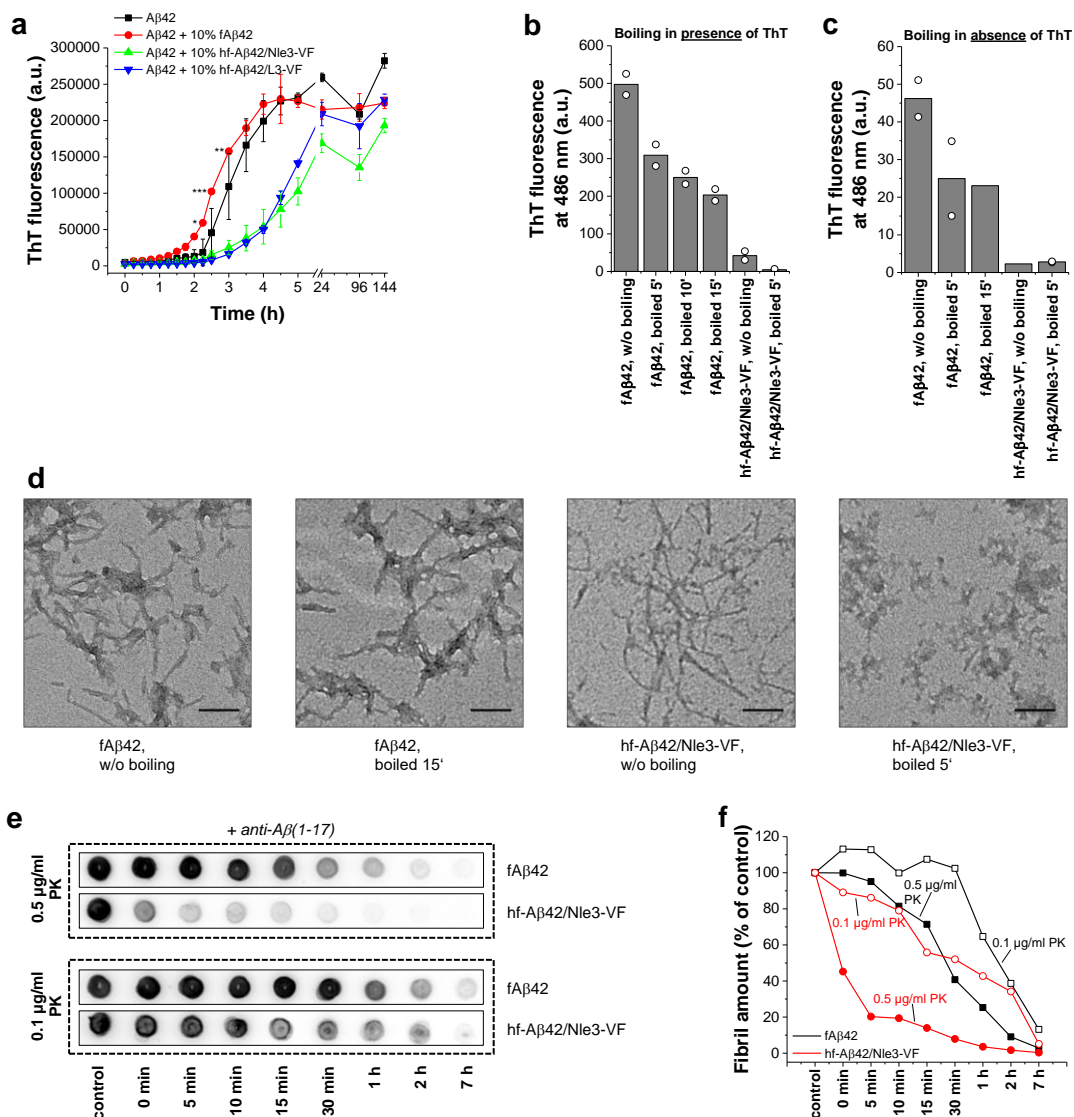 a
Aβ42
Aβ42 + 10% fAβ42
Aβ42 + 10% hf-Aβ42/Nle3-VF
Aβ42 + 10% hf-Aβ42/L3-VF
ThT fluorescence (a.u.)
300000
250000
200000
150000
100000
50000
0
*
***
**
0 1 2 3 4 5 24 96 144
Time (h)
b
Boiling in presence of ThT
ThT fluorescence
at 486 nm (a.u.)
600
500
400
300
200
100
0
fAβ42, w/o boiling
fAβ42, boiled 5'
fAβ42, boiled 10'
fAβ42, boiled 15'
hf-Aβ42/Nle3-VF, w/o boiling
hf-Aβ42/Nle3-VF, boiled 5'
c
Boiling in absence of ThT
ThT fluorescence
at 486 nm (a.u.)
60
50
40
30
20
10
0
fAβ42, w/o boiling
fAβ42, boiled 5'
fAβ42, boiled 15'
hf-Aβ42/Nle3-VF, w/o boiling
hf-Aβ42/Nle3-VF, boiled 5'
d
fAβ42,
w/o boiling
fAβ42,
boiled 15‘
hf-Aβ42/Nle3-VF,
w/o boiling
hf-Aβ42/Nle3-VF,
boiled 5‘
e
+ anti-Aβ(1-17)
0.5 µg/ml
PK
fAβ42
hf-Aβ42/Nle3-VF
0.1 µg/ml
PK
fAβ42
hf-Aβ42/Nle3-VF
control
0 min
5 min
10 min
15 min
30 min
1 h
2 h
7 h
f
Fibril amount (% of control)
120
100
80
60
40
20
0
0.5 µg/ml
PK
0.1 µg/ml PK
0.1 µg/ml PK
0.5 µg/ml PK
fAβ42
hf-Aβ42/Nle3-VF
control
0 min
5 min
10 min
15 min
30 min
1 h
2 h
7 h